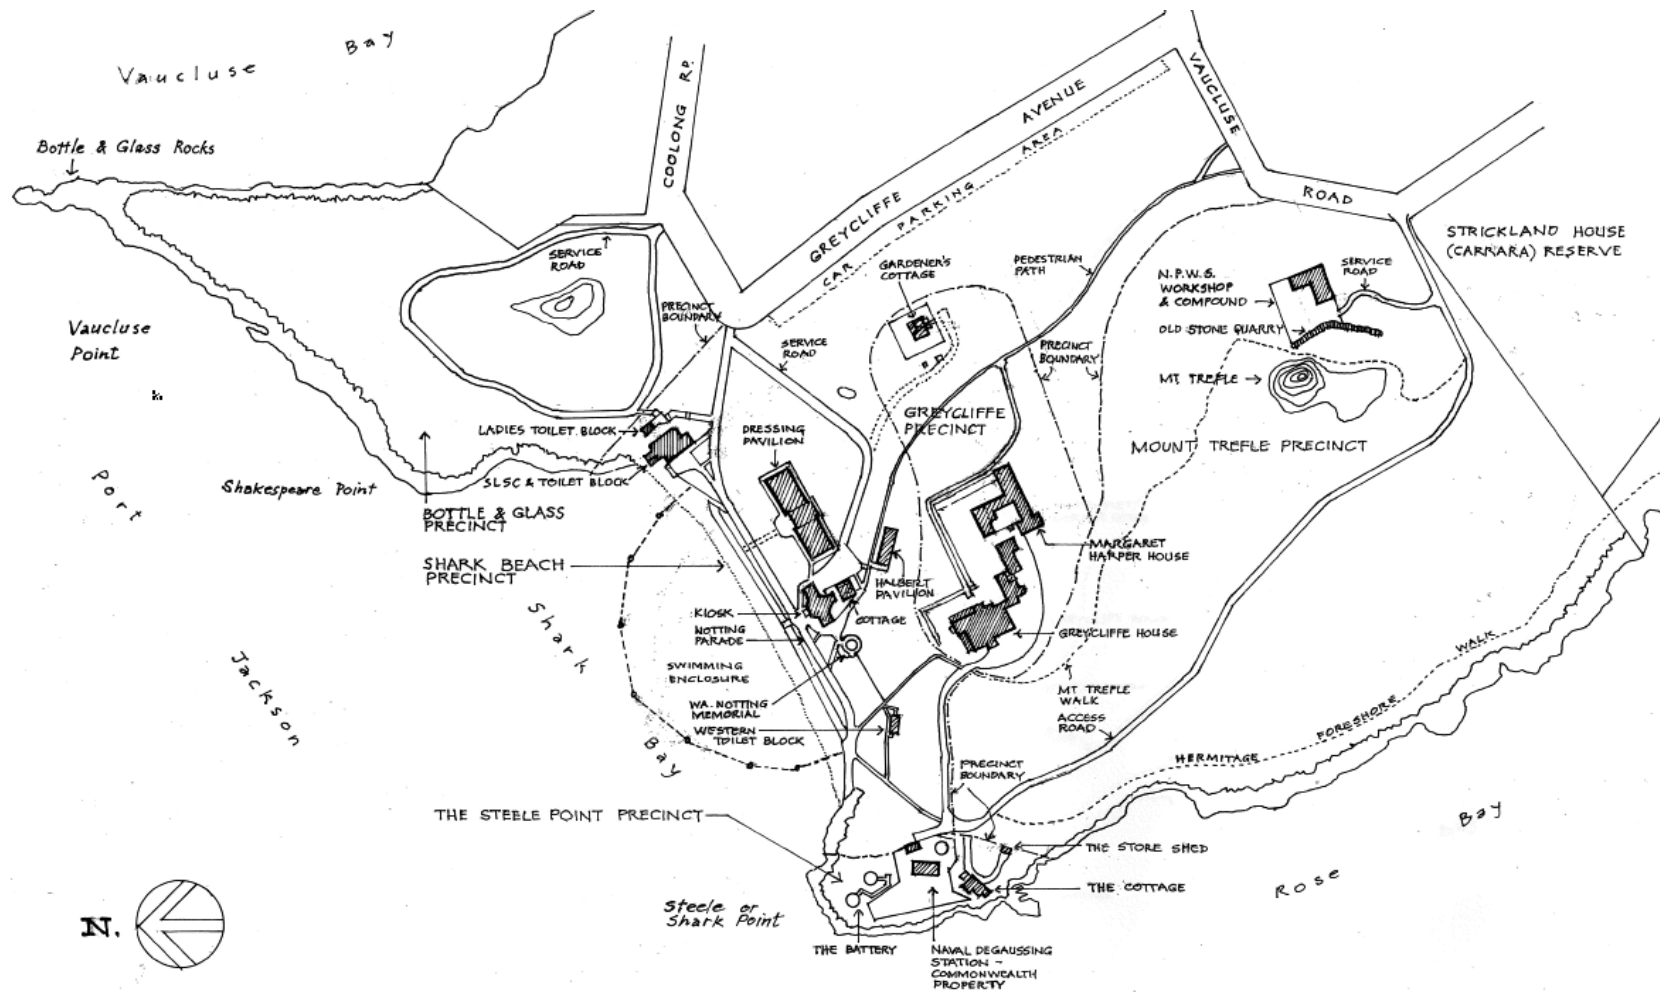 Vaucluse Bay
Bottle & Glass Rocks
COOLONG RD.
GREYCLIFFE AVENUE
CAR PARKING AREA
VAUCLUSE
ROAD
STRICKLAND HOUSE
(CARRARA) RESERVE
SERVICE
ROAD
PRECINCT
BOUNDARY
GARDENER'S
COTTAGE
PEDESTRIAN
PATH
N.P.W.S.
WORKSHOP
& COMPOUND
SERVICE
ROAD
OLD STONE QUARRY
Vaucluse
Point
SERVICE
ROAD
PRECINCT
BOUNDARY
MT TREFLE
GREYCLIFFE
PRECINCT
MOUNT TREFLE PRECINCT
LADIES TOILET BLOCK
DRESSING
PAVILION
SLSC & TOILET BLOCK
Shakespeare Point
Port
Jackson
BOTTLE & GLASS
PRECINCT
SHARK BEACH
PRECINCT
MARGARET
HARPER HOUSE
HALBERT
PAVILION
Shark
Bay
KIOSK
COTTAGE
NOTTING
PARADE
GREYCLIFFE HOUSE
SWIMMING
ENCLOSURE
WA. NOTTING
MEMORIAL
WESTERN
TOILET BLOCK
MT TREFLE
WALK
ACCESS
ROAD
HERMITAGE FORESHORE WALK
PRECINCT
BOUNDARY
THE STEELE POINT PRECINCT
THE STORE SHED
THE COTTAGE
Rose Bay
Steele or
Shark Point
N.
THE BATTERY
NAVAL DEGAUSSING
STATION -
COMMONWEALTH
PROPERTY